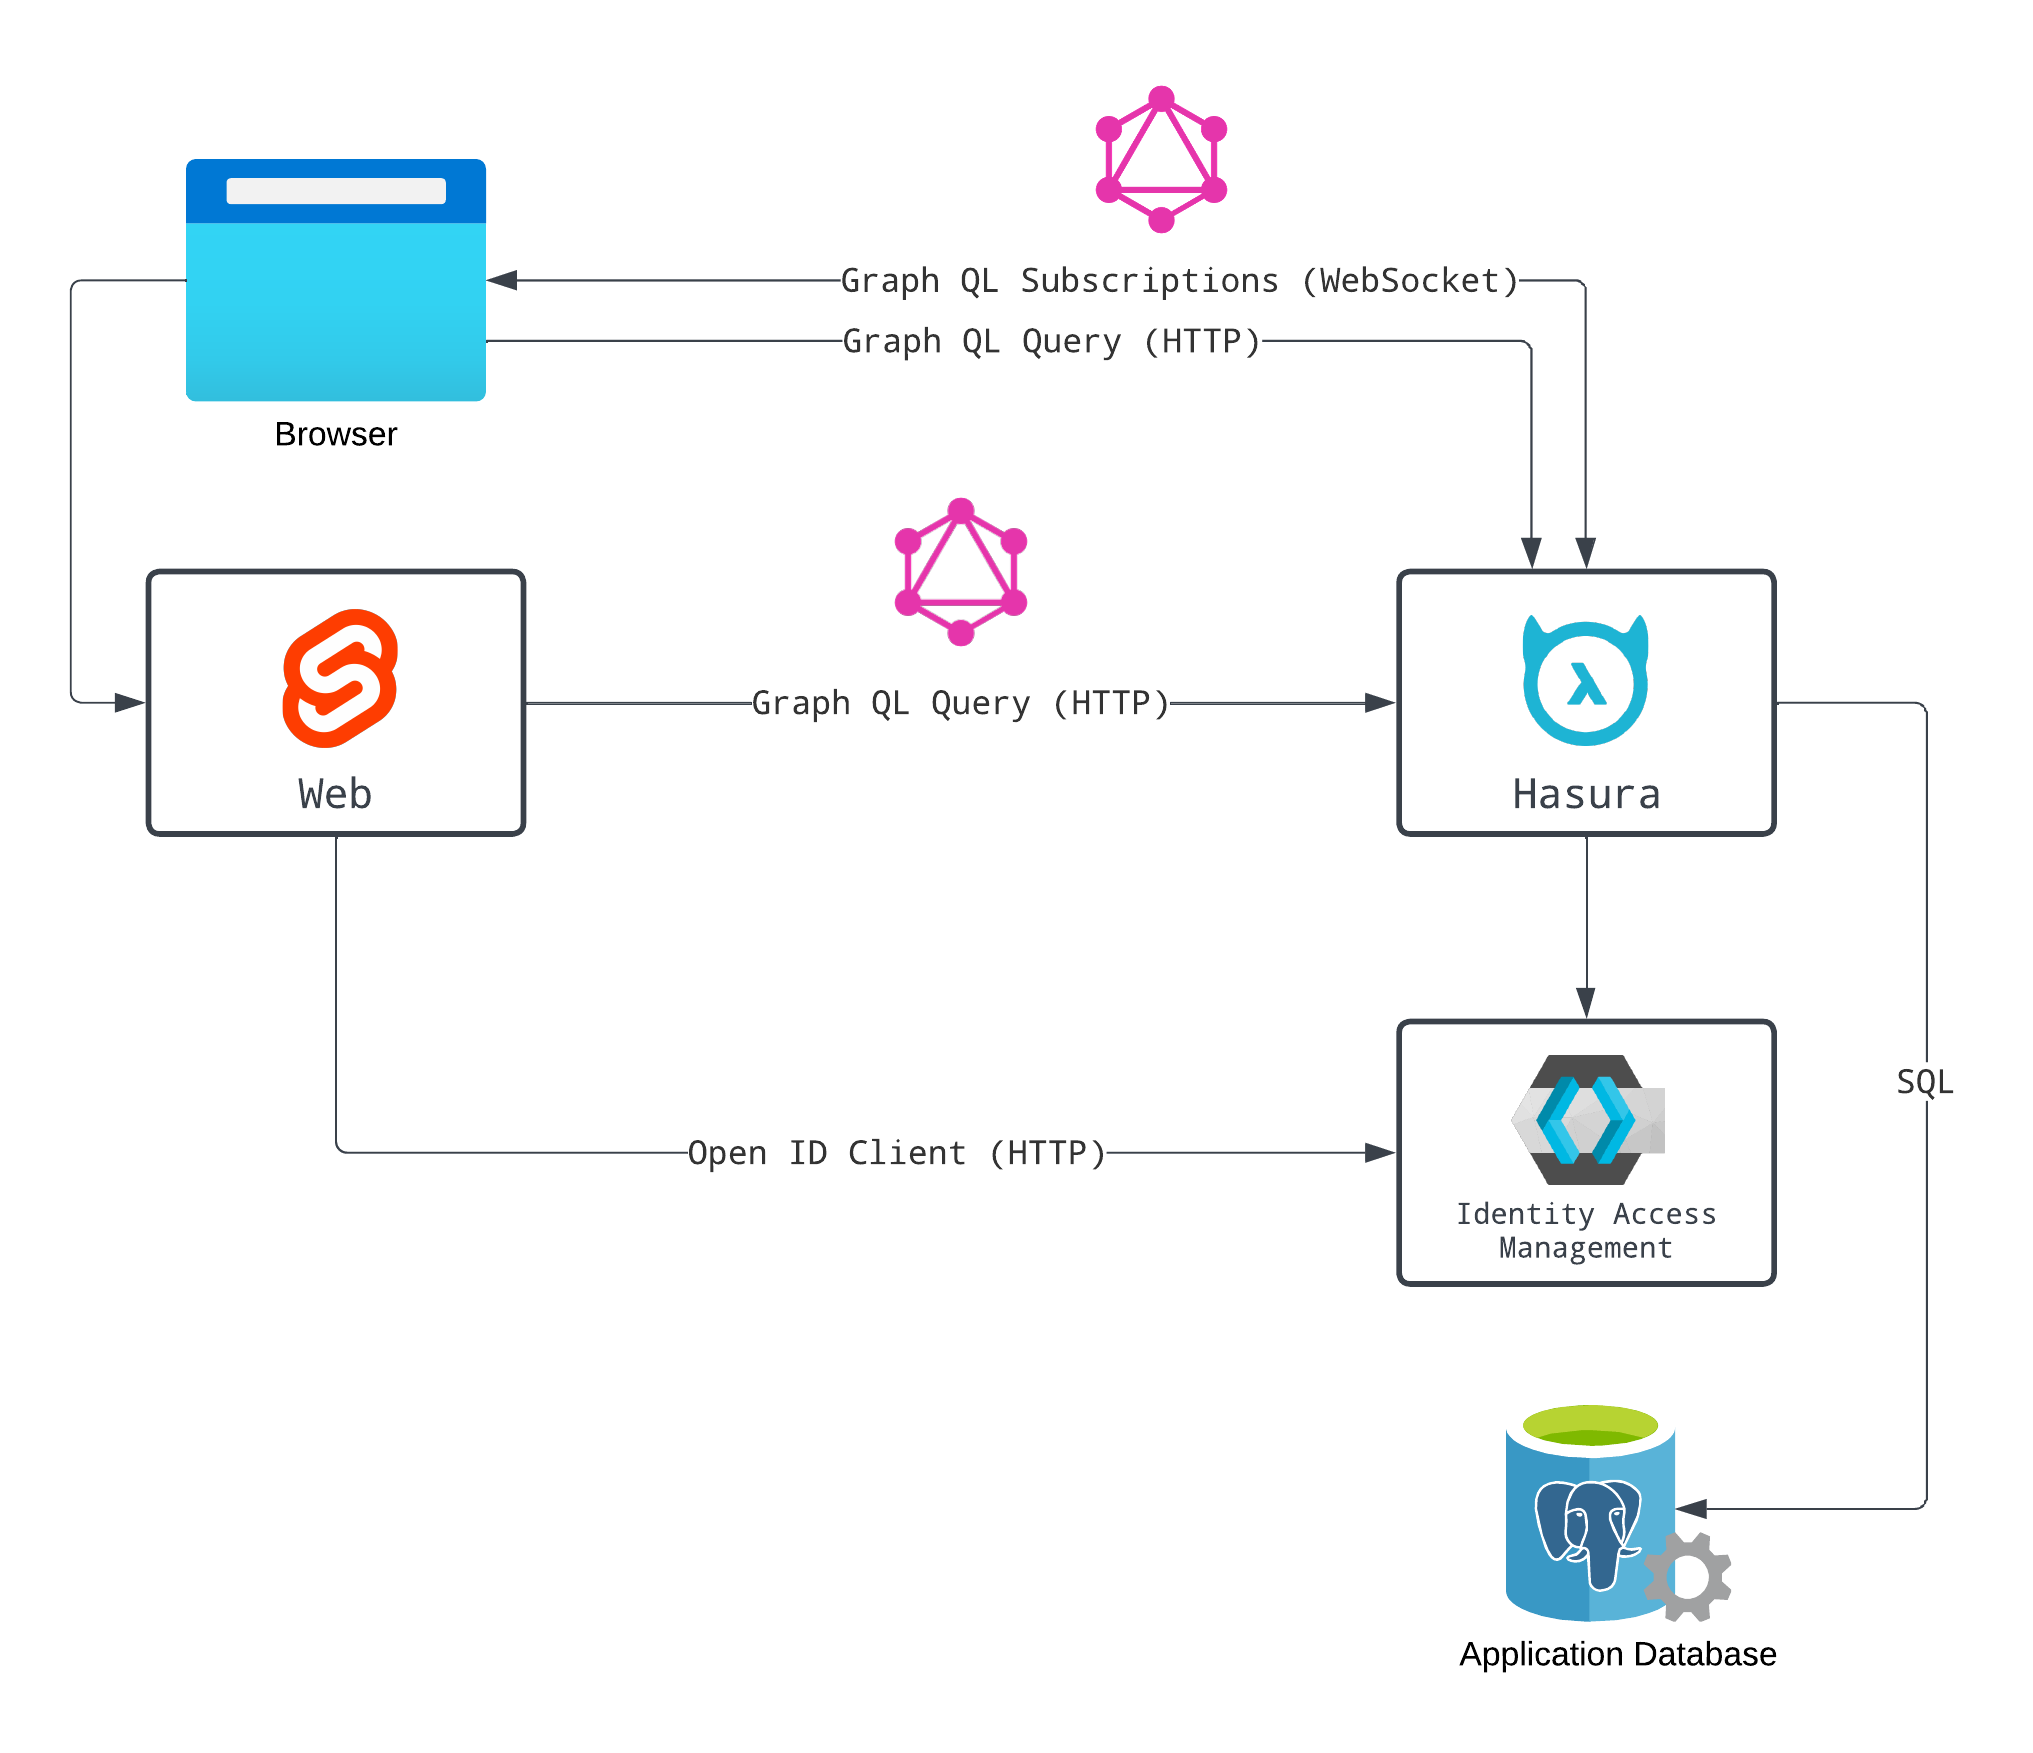 Graph QL Subscriptions (WebSocket)
Graph QL Query (HTTP)
Browser
Graph QL Query (HTTP)
Web
Hasura
SQL
Open ID Client (HTTP)
Identity Access
Management
Application Database